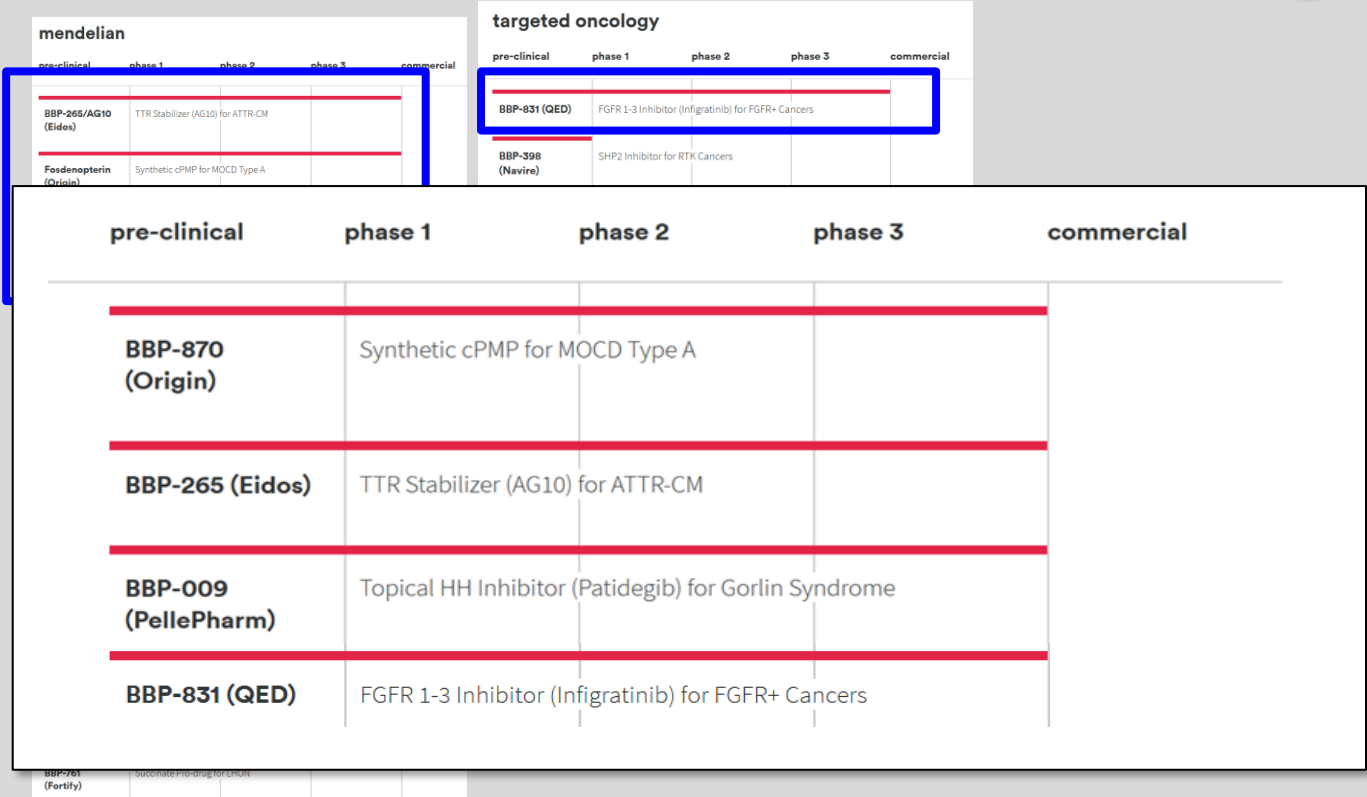 mendelian
pre-clinical phase 1 phase 2 phase 3 commercial
BBP-265/AG10 TTR Stabilizer (AG10) for ATTR-CM
(Eidos)
Fosdenopterin Synthetic cPMP for MOCD Type A
(Origin)
targeted oncology
pre-clinical phase 1 phase 2 phase 3 commercial
BBP-831 (QED) FGFR 1-3 Inhibitor (Infigratinib) for FGFR+ Cancers
BBP-398 SHP2 Inhibitor for RTK Cancers
(Navire)
pre-clinical phase 1 phase 2 phase 3 commercial
BBP-870 Synthetic cPMP for MOCD Type A
(Origin)
BBP-265 (Eidos) TTR Stabilizer (AG10) for ATTR-CM
BBP-009 Topical HH Inhibitor (Patidegib) for Gorlin Syndrome
(PellePharm)
BBP-831 (QED) FGFR 1-3 Inhibitor (Infigratinib) for FGFR+ Cancers
BBP-761 Succinate Pro-drug for LHON
(Fortify)